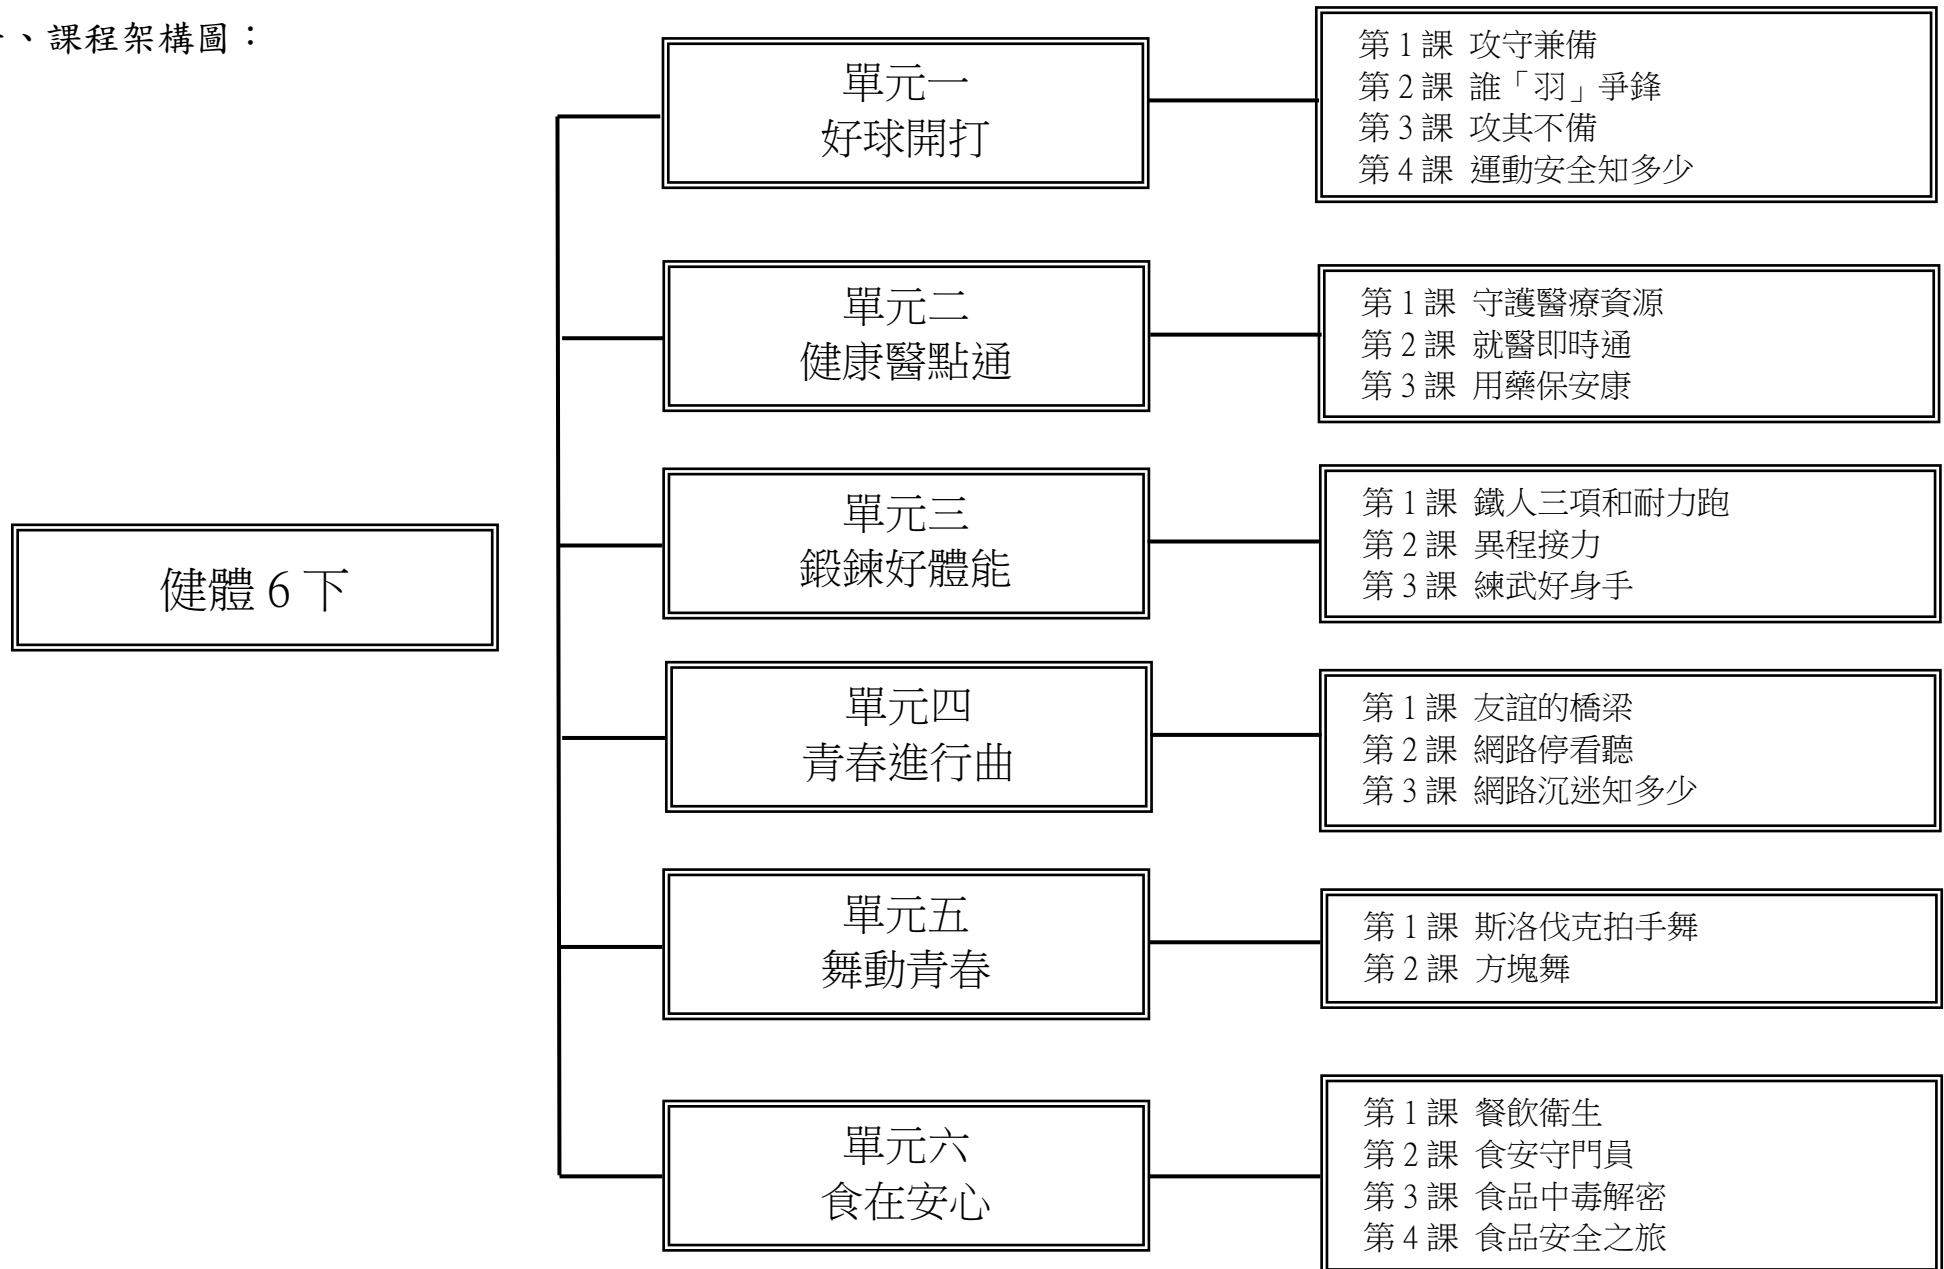 、課程架構圖：
單元一
好球開打
第1課 攻守兼備
第2課 誰「羽」爭鋒
第3課 攻其不備
第4課 運動安全知多少
單元二
健康醫點通
第1課 守護醫療資源
第2課 就醫即時通
第3課 用藥保安康
健體6下
單元三
鍛鍊好體能
第1課 鐵人三項和耐力跑
第2課 異程接力
第3課 練武好身手
單元四
青春進行曲
第1課 友誼的橋梁
第2課 網路停看聽
第3課 網路沉迷知多少
單元五
舞動青春
第1課 斯洛伐克拍手舞
第2課 方塊舞
單元六
食在安心
第1課 餐飲衛生
第2課 食安守門員
第3課 食品中毒解密
第4課 食品安全之旅